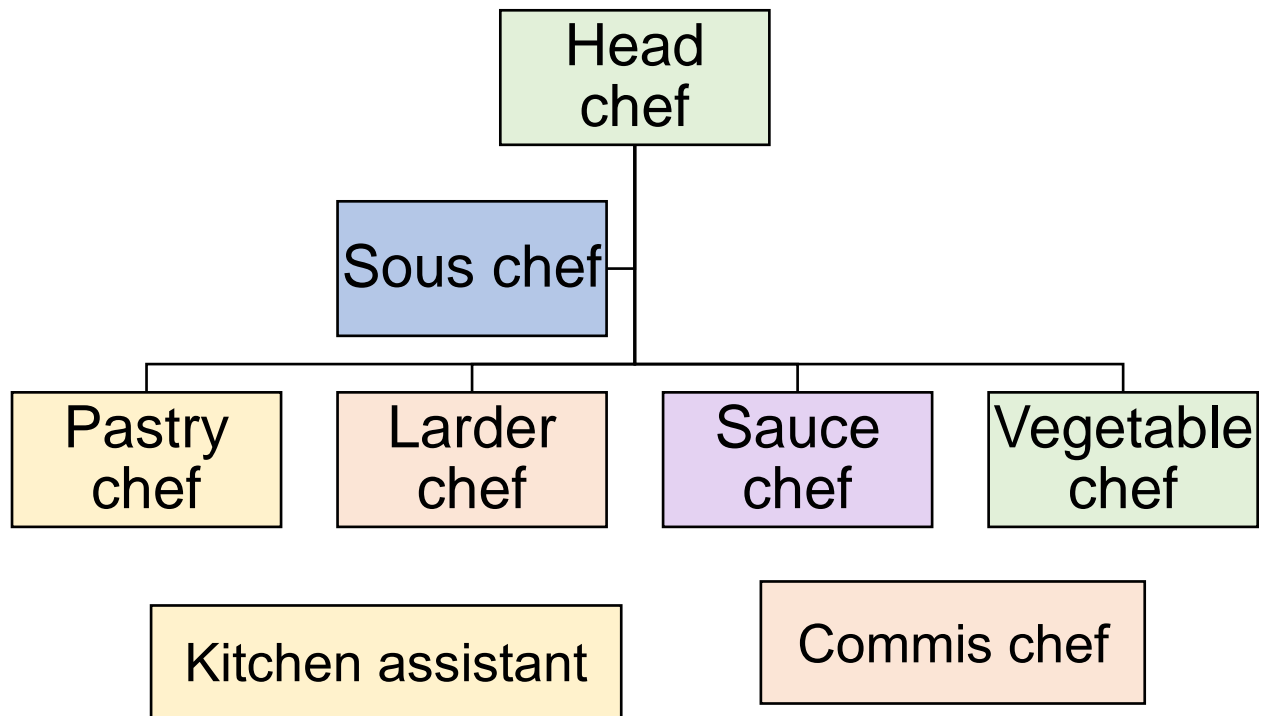 Head
chef
Sous chef
Pastry
chef
Larder
chef
Sauce
chef
Vegetable
chef
Kitchen assistant
Commis chef